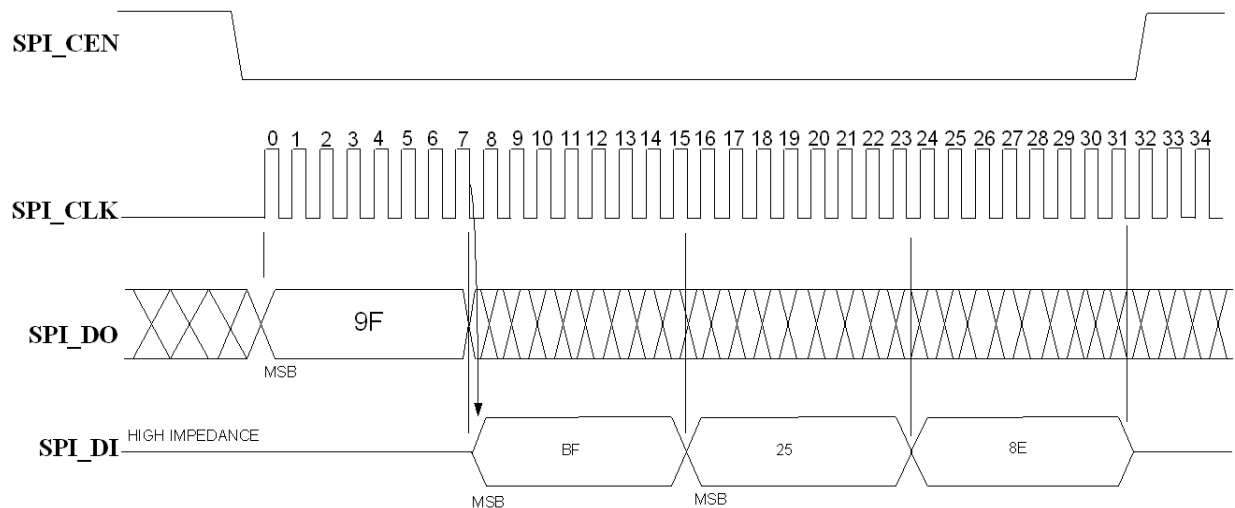 SPI_CEN
0 1 2 3 4 5 6 7 8 9 10 11 12 13 14 15 16 17 18 19 20 21 22 23 24 25 26 27 28 29 30 31 32 33 34
SPI_CLK
9F
SPI_DO
MSB
HIGH IMPEDANCE
SPI_DI
BF
25
8E
MSB
MSB